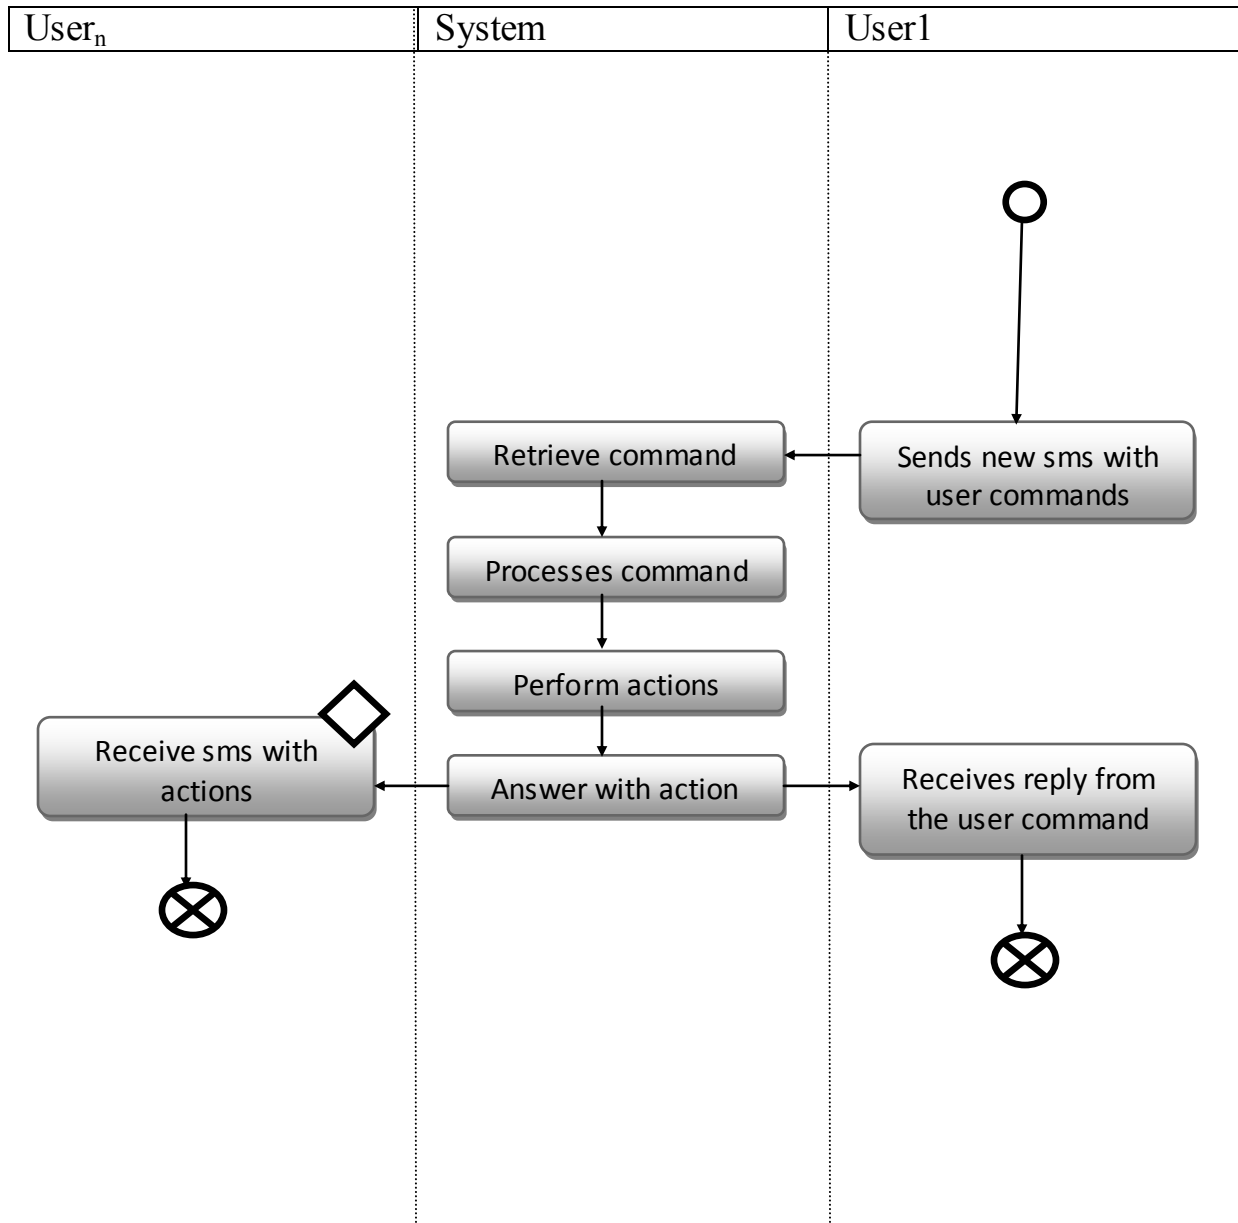 User_n
System
User1
Retrieve command
Sends new sms with
user commands
Processes command
Perform actions
Receive sms with
actions
Answer with action
Receives reply from
the user command